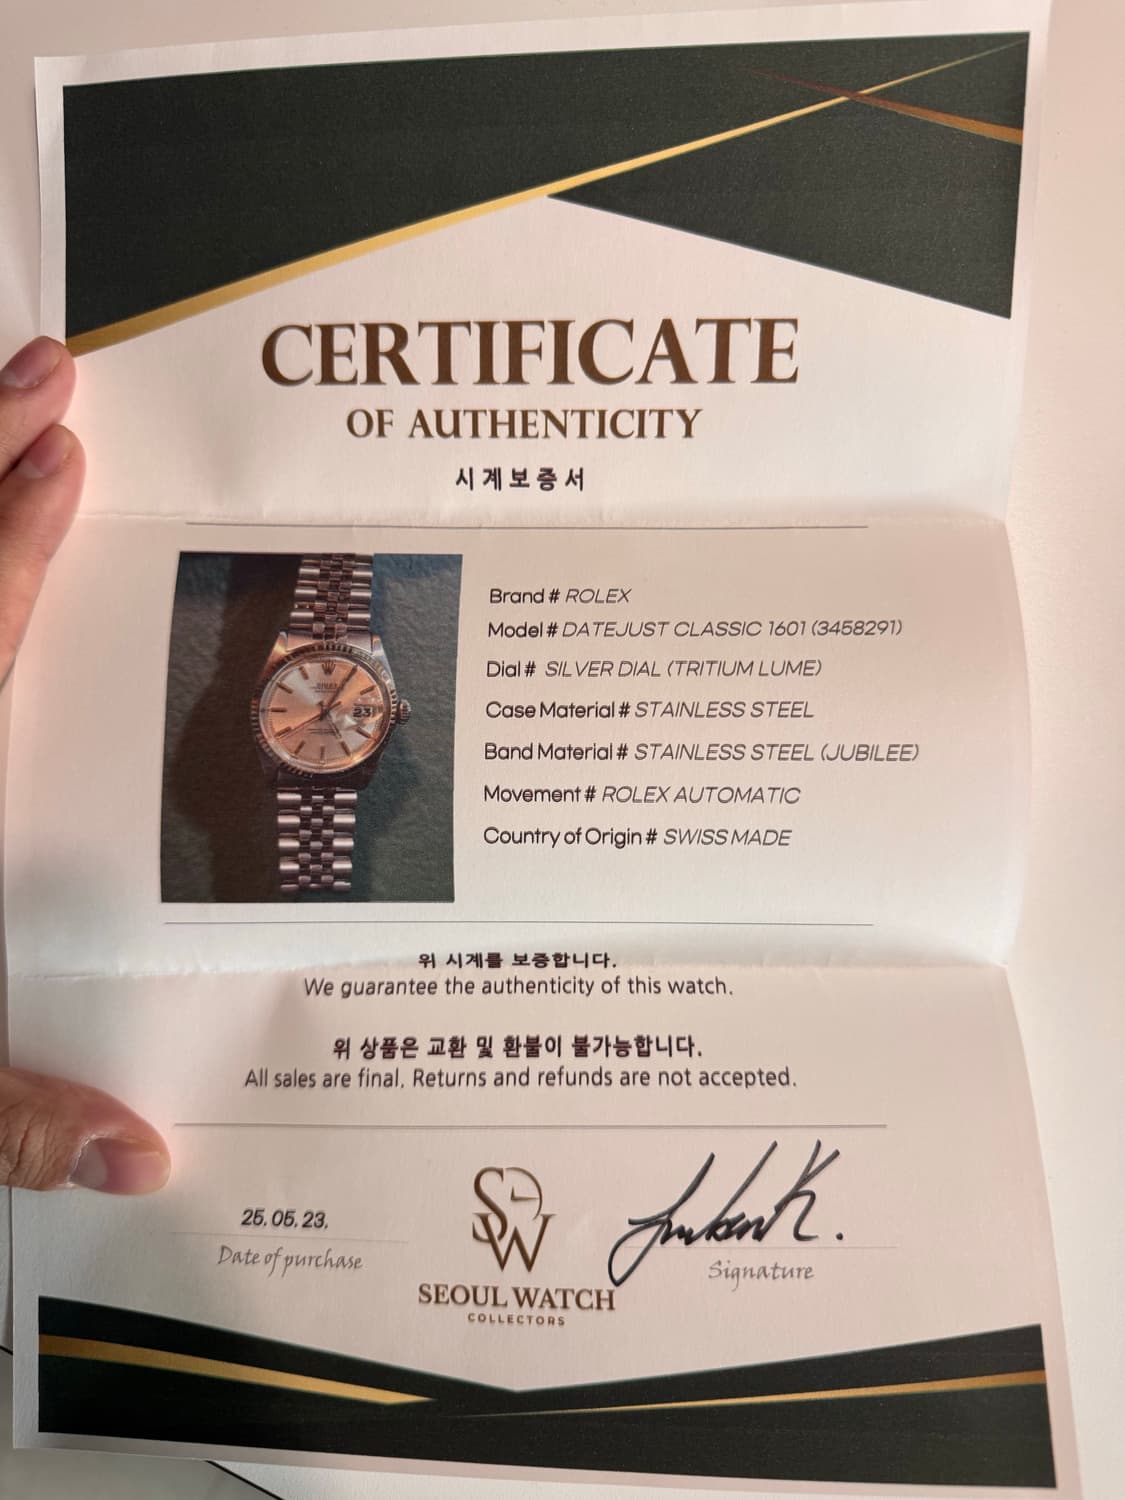 CERTIFICATE
OF AUTHENTICITY
시계보증서
Brand # ROLEX
Model # DATEJUST CLASSIC 1601 (3458291)
Dial # SILVER DIAL (TRITIUM LUME)
Case Material # STAINLESS STEEL
Band Material # STAINLESS STEEL (JUBILEE)
Movement # ROLEX AUTOMATIC
Country of Origin # SWISS MADE
23
위 시계를 보증합니다.
We guarantee the authenticity of this watch.
위 상품은 교환 및 환불이 불가능합니다.
All sales are final. Returns and refunds are not accepted.
25. 05. 23.
Date of purchase
SW
SEOUL WATCH
COLLECTORS
Signature